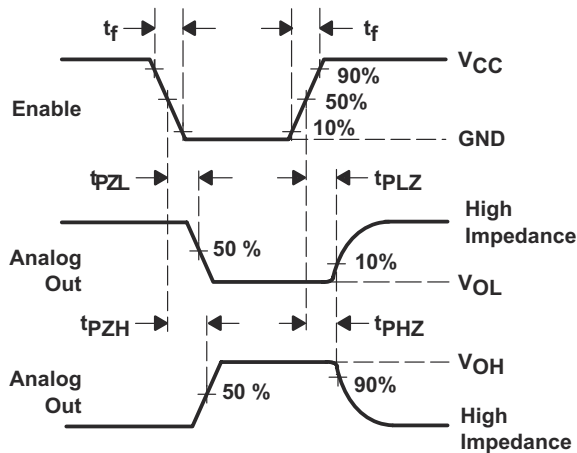 tf
tf
VCC
90%
50%
10%
Enable
GND
tPZL
tPLZ
High
Impedance
50 %
10%
Analog
Out
VOL
tPZH
tPHZ
VOH
Analog
Out
50 %
90%
High
Impedance